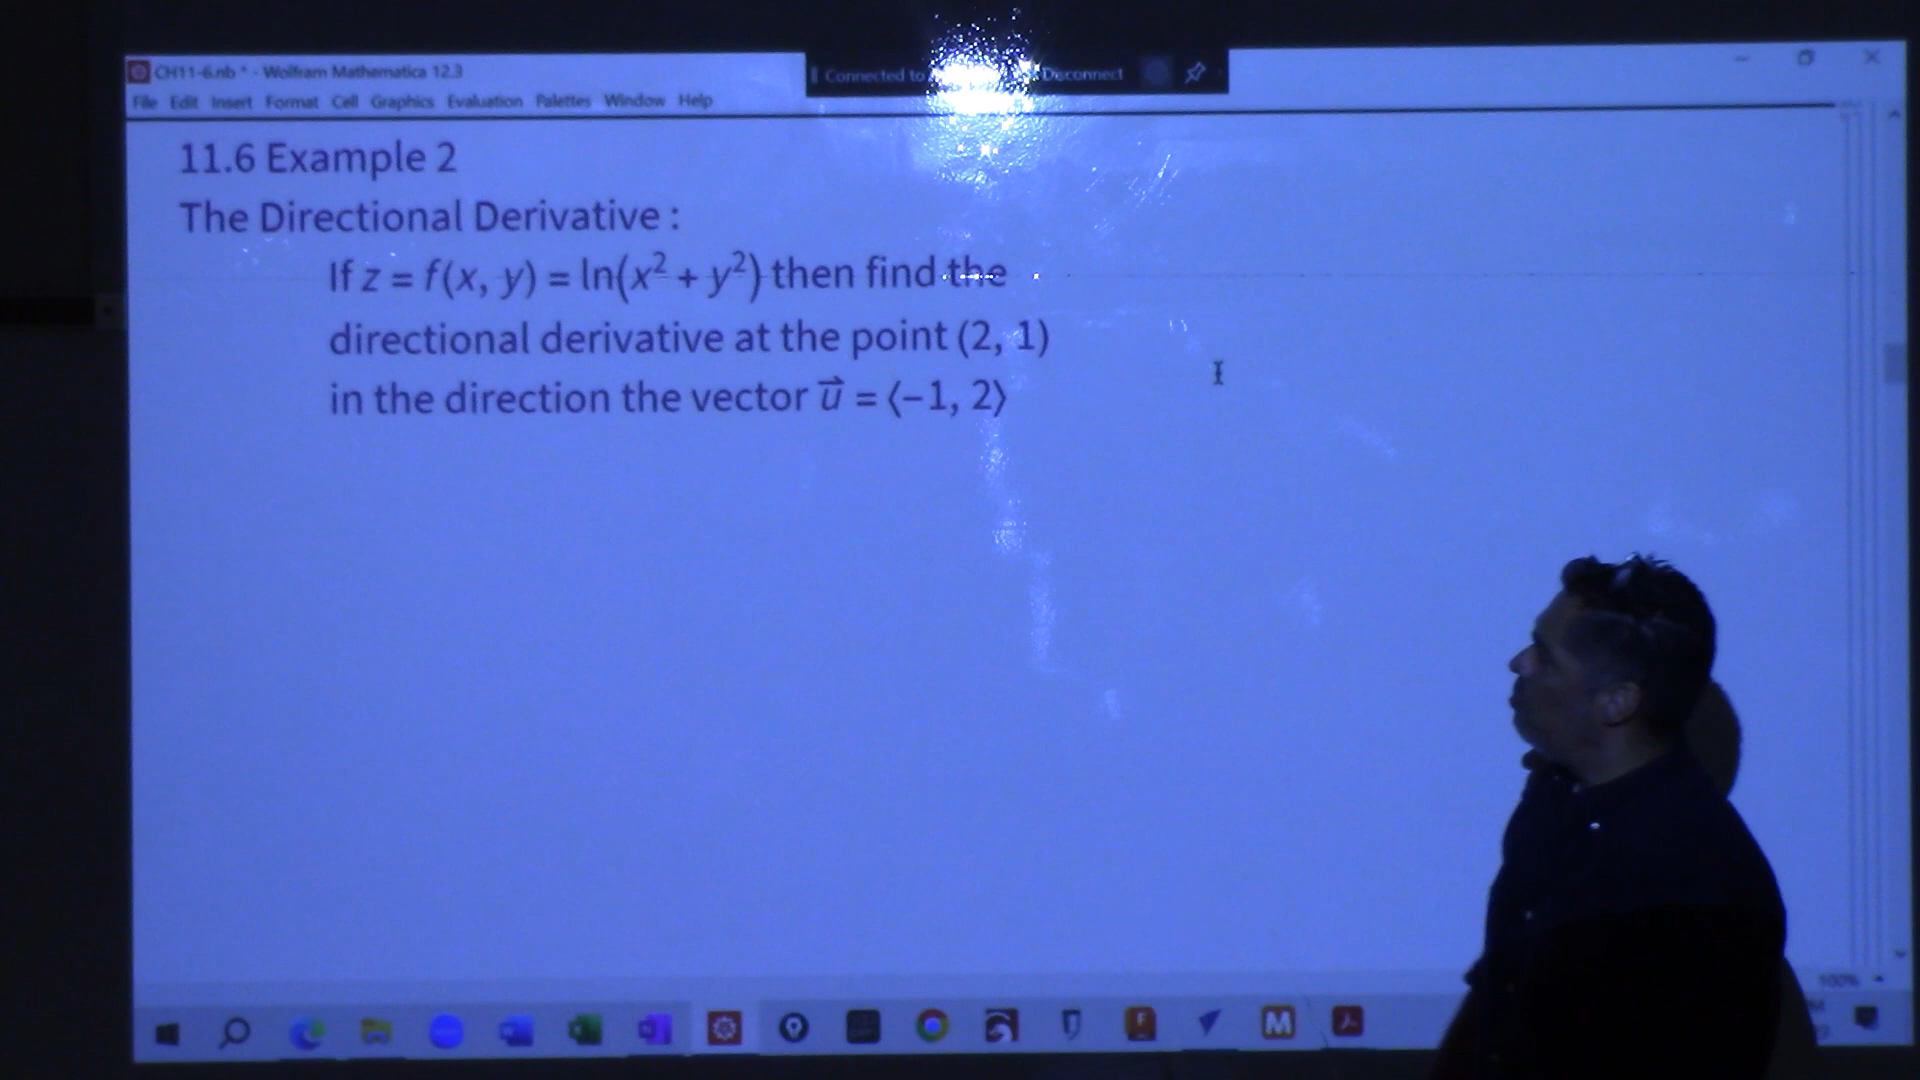 CH11-6.nb * - Wolfram Mathematica 12.3
Connected to
Disconnect
File Edit Insert Format Cell Graphics Evaluation Palettes Window Help
11.6 Example 2
The Directional Derivative :
If z = f(x, y) = ln(x² + y²) then find the
directional derivative at the point (2, 1)
in the direction the vector u⃗ = ⟨−1, 2⟩
100%